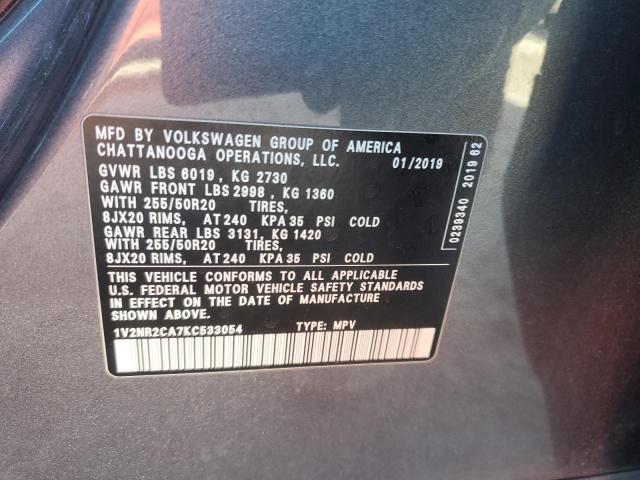 MFD BY VOLKSWAGEN GROUP OF AMERICA
CHATTANOOGA OPERATIONS, LLC. 01/2019
GVWR LBS 6019 , KG 2730
GAWR FRONT LBS 2998 , KG 1360
WITH 255/50R20 TIRES,
8JX20 RIMS, AT 240 KPA 35 PSI COLD
GAWR REAR LBS 3131, KG 1420
WITH 255/50R20 TIRES,
8JX20 RIMS, AT 240 KPA 35 PSI COLD
THIS VEHICLE CONFORMS TO ALL APPLICABLE
U.S. FEDERAL MOTOR VEHICLE SAFETY STANDARDS
IN EFFECT ON THE DATE OF MANUFACTURE
SHOWN ABOVE.
1V2NR2CA7KC533054 TYPE: MPV
0239340 2019 62